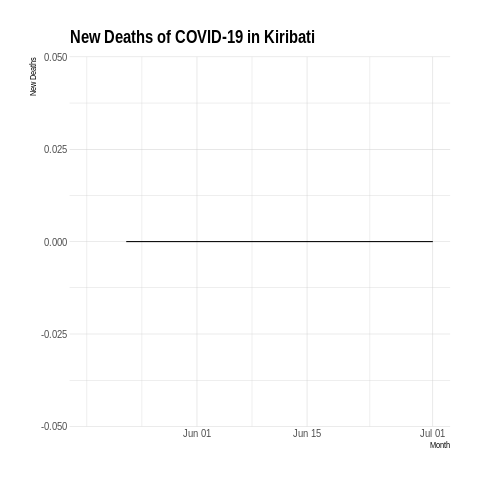 New Deaths of COVID-19 in Kiribati
New Deaths
0.050
0.025
0.000
-0.025
-0.050
Jun 01 Jun 15 Jul 01
Month